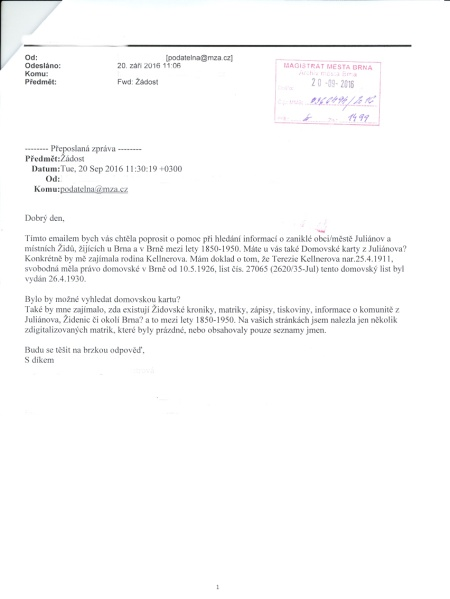 Od: [podatelna@mza.cz]
Odesláno: 20. září 2016 11:06
Komu:
Předmět: Fwd: Žádost
MAGISTRÁT MĚSTA BRNA
20 -09- 2016
-------- Přeposlaná zpráva --------
Předmět:Žádost
Datum:Tue, 20 Sep 2016 11:30:19 +0300
Od:
Komu:podatelna@mza.cz
Dobrý den,
Tímto emailem bych vás chtěla poprosit o pomoc při hledání informací o zaniklé obci/městě Juliánov a
místních Židů, žijících u Brna a v Brně mezi lety 1850-1950. Máte u vás také Domovské karty z Juliánova?
Konkrétně by mě zajímala rodina Kellnerova. Mám doklad o tom, že Terezie Kellnerova nar.25.4.1911,
svobodná měla právo domovské v Brně od 10.5.1926, list čís. 27065 (2620/35-Jul) tento domovský list byl
vydán 26.4.1930.
Bylo by možné vyhledat domovskou kartu?
Také by mne zajímalo, zda existují Židovské kroniky, matriky, zápisy, tiskoviny, informace o komunitě z
Juliánova, Židenic či okolí Brna? a to mezi lety 1850-1950. Na vašich stránkách jsem nalezla jen několik
zdigitalizovaných matrik, které byly prázdné, nebo obsahovaly pouze seznamy jmen.
Budu se těšit na brzkou odpověď,
S díkem
1